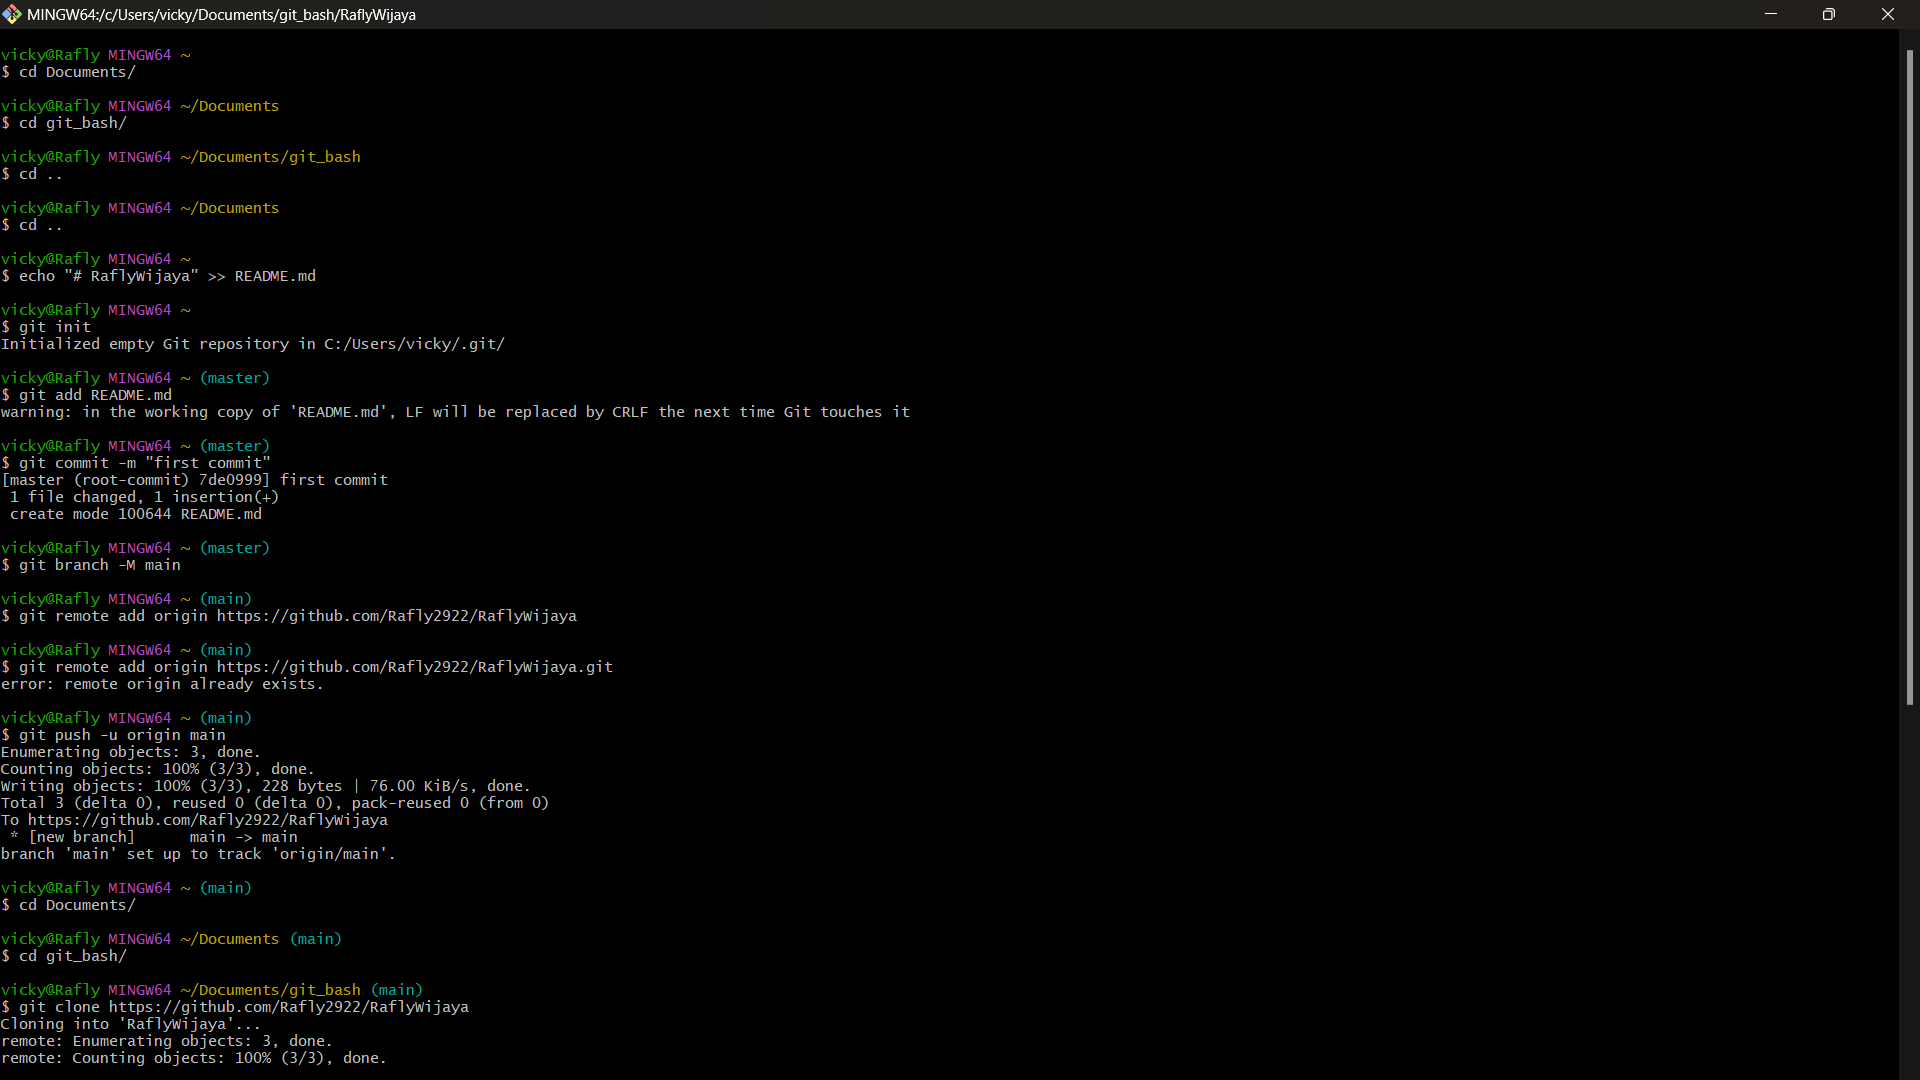 MINGW64:/c/Users/vicky/Documents/git_bash/RaflyWijaya
vicky@Rafly MINGW64 ~
$ cd Documents/
vicky@Rafly MINGW64 ~/Documents
$ cd git_bash/
vicky@Rafly MINGW64 ~/Documents/git_bash
$ cd ..
vicky@Rafly MINGW64 ~/Documents
$ cd ..
vicky@Rafly MINGW64 ~
$ echo "# RaflyWijaya" >> README.md
vicky@Rafly MINGW64 ~
$ git init
Initialized empty Git repository in C:/Users/vicky/.git/
vicky@Rafly MINGW64 ~ (master)
$ git add README.md
warning: in the working copy of 'README.md', LF will be replaced by CRLF the next time Git touches it
vicky@Rafly MINGW64 ~ (master)
$ git commit -m "first commit"
[master (root-commit) 7de0999] first commit
 1 file changed, 1 insertion(+)
 create mode 100644 README.md
vicky@Rafly MINGW64 ~ (master)
$ git branch -M main
vicky@Rafly MINGW64 ~ (main)
$ git remote add origin https://github.com/Rafly2922/RaflyWijaya
vicky@Rafly MINGW64 ~ (main)
$ git remote add origin https://github.com/Rafly2922/RaflyWijaya.git
error: remote origin already exists.
vicky@Rafly MINGW64 ~ (main)
$ git push -u origin main
Enumerating objects: 3, done.
Counting objects: 100% (3/3), done.
Writing objects: 100% (3/3), 228 bytes | 76.00 KiB/s, done.
Total 3 (delta 0), reused 0 (delta 0), pack-reused 0 (from 0)
To https://github.com/Rafly2922/RaflyWijaya
 * [new branch]      main -> main
branch 'main' set up to track 'origin/main'.
vicky@Rafly MINGW64 ~ (main)
$ cd Documents/
vicky@Rafly MINGW64 ~/Documents (main)
$ cd git_bash/
vicky@Rafly MINGW64 ~/Documents/git_bash (main)
$ git clone https://github.com/Rafly2922/RaflyWijaya
Cloning into 'RaflyWijaya'...
remote: Enumerating objects: 3, done.
remote: Counting objects: 100% (3/3), done.